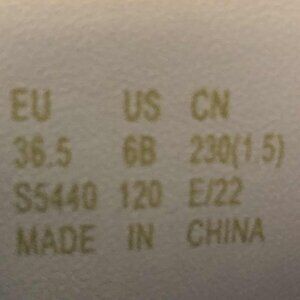 EU US CN
36.5 6B 230(1.5)
S5440 120 E/22
MADE IN CHINA